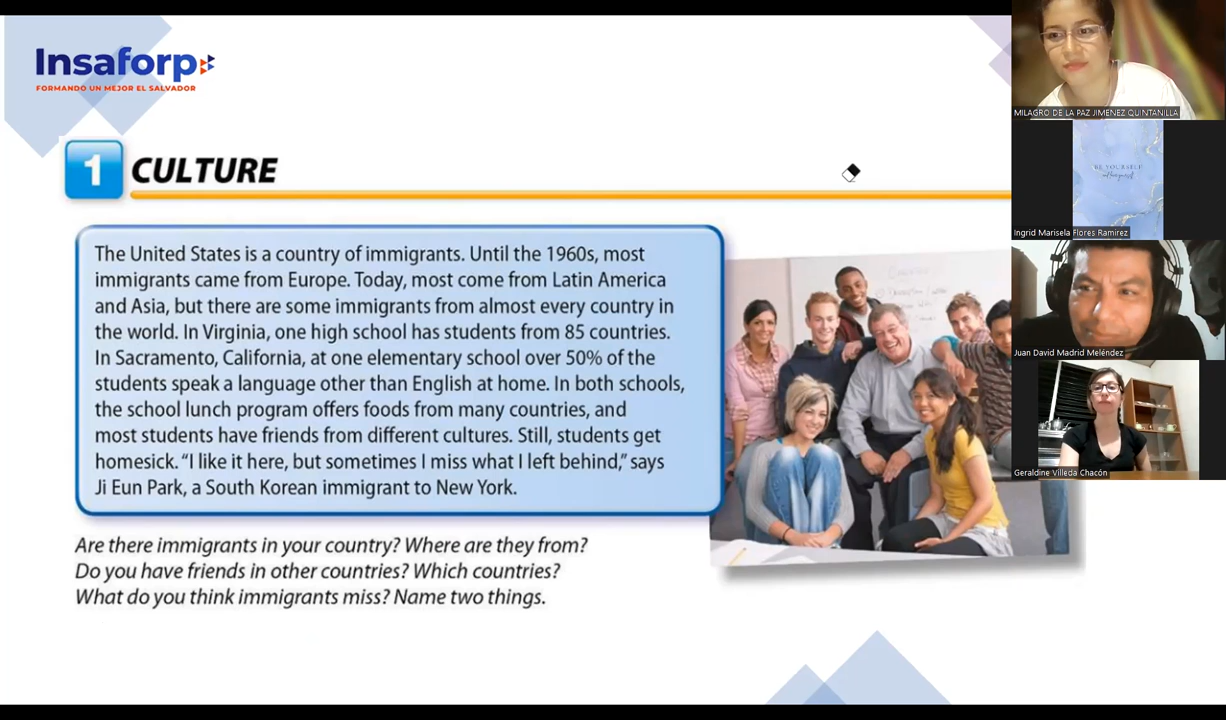 Insaforp
FORMANDO UN MEJOR EL SALVADOR
1 CULTURE
The United States is a country of immigrants. Until the 1960s, most
immigrants came from Europe. Today, most come from Latin America
and Asia, but there are some immigrants from almost every country in
the world. In Virginia, one high school has students from 85 countries.
In Sacramento, California, at one elementary school over 50% of the
students speak a language other than English at home. In both schools,
the school lunch program offers foods from many countries, and
most students have friends from different cultures. Still, students get
homesick. “I like it here, but sometimes I miss what I left behind,” says
Ji Eun Park, a South Korean immigrant to New York.
Are there immigrants in your country? Where are they from?
Do you have friends in other countries? Which countries?
What do you think immigrants miss? Name two things.
MILAGRO DE LA PAZ JIMENEZ QUINTANILLA
BE YOURSELF
Ingrid Marisela Flores Ramirez
Juan David Madrid Meléndez
Geraldine Villeda Chacón